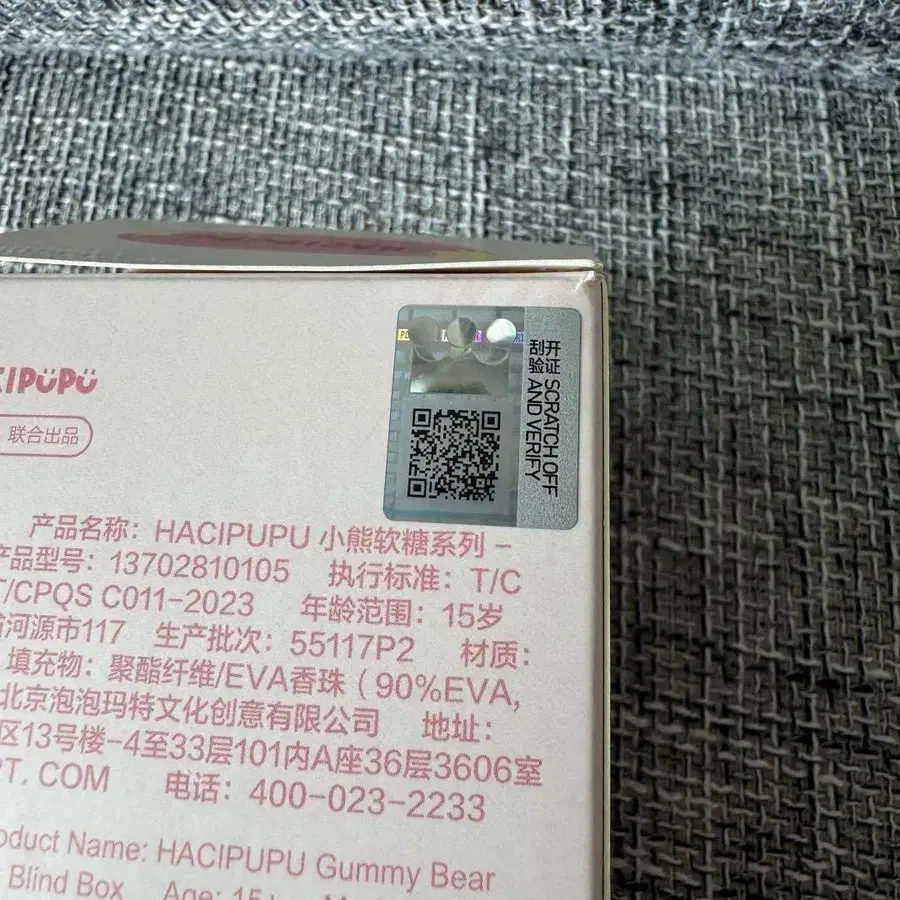 CIPUPU
联合出品
开证 SCRATCH OFF
刮验 AND VERIFY
产品名称：HACIPUPU 小熊软糖系列 -
产品型号：13702810105 执行标准：T/C
T/CPQS C011-2023 年龄范围：15岁
河源市117 生产批次：55117P2 材质：
填充物：聚酯纤维/EVA香珠（90%EVA,
北京泡泡玛特文化创意有限公司 地址：
区13号楼-4至33层101内A座36层3606室
RT. COM 电话：400-023-2233
oduct Name: HACIPUPU Gummy Bear
Blind Box Age: 15+